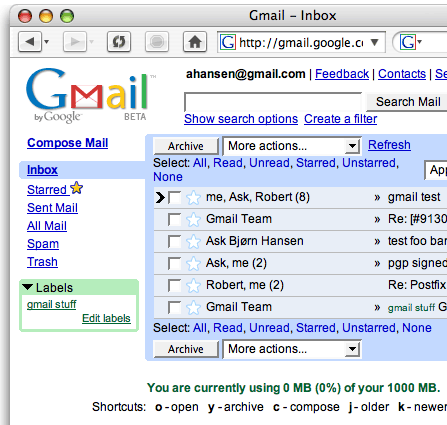 Gmail – Inbox
G http://gmail.google.c
G
ahansen@gmail.com | Feedback | Contacts | Se
Gmail™
by Google BETA
Search Mail
Show search options Create a filter
Compose Mail
Archive More actions... Refresh
Select: All, Read, Unread, Starred, Unstarred,
None
App
Inbox
Starred
Sent Mail
All Mail
Spam
Trash
me, Ask, Robert (8) » gmail test
Gmail Team Re: [#9130
Ask Bjørn Hansen » test foo bar
Ask, me (2) » pgp signed
Robert, me (2) Re: Postfix
Gmail Team » gmail stuff G
Labels
gmail stuff
Edit labels
Select: All, Read, Unread, Starred, Unstarred, None
Archive More actions...
You are currently using 0 MB (0%) of your 1000 MB.
Shortcuts: o - open y - archive c - compose j - older k - newer